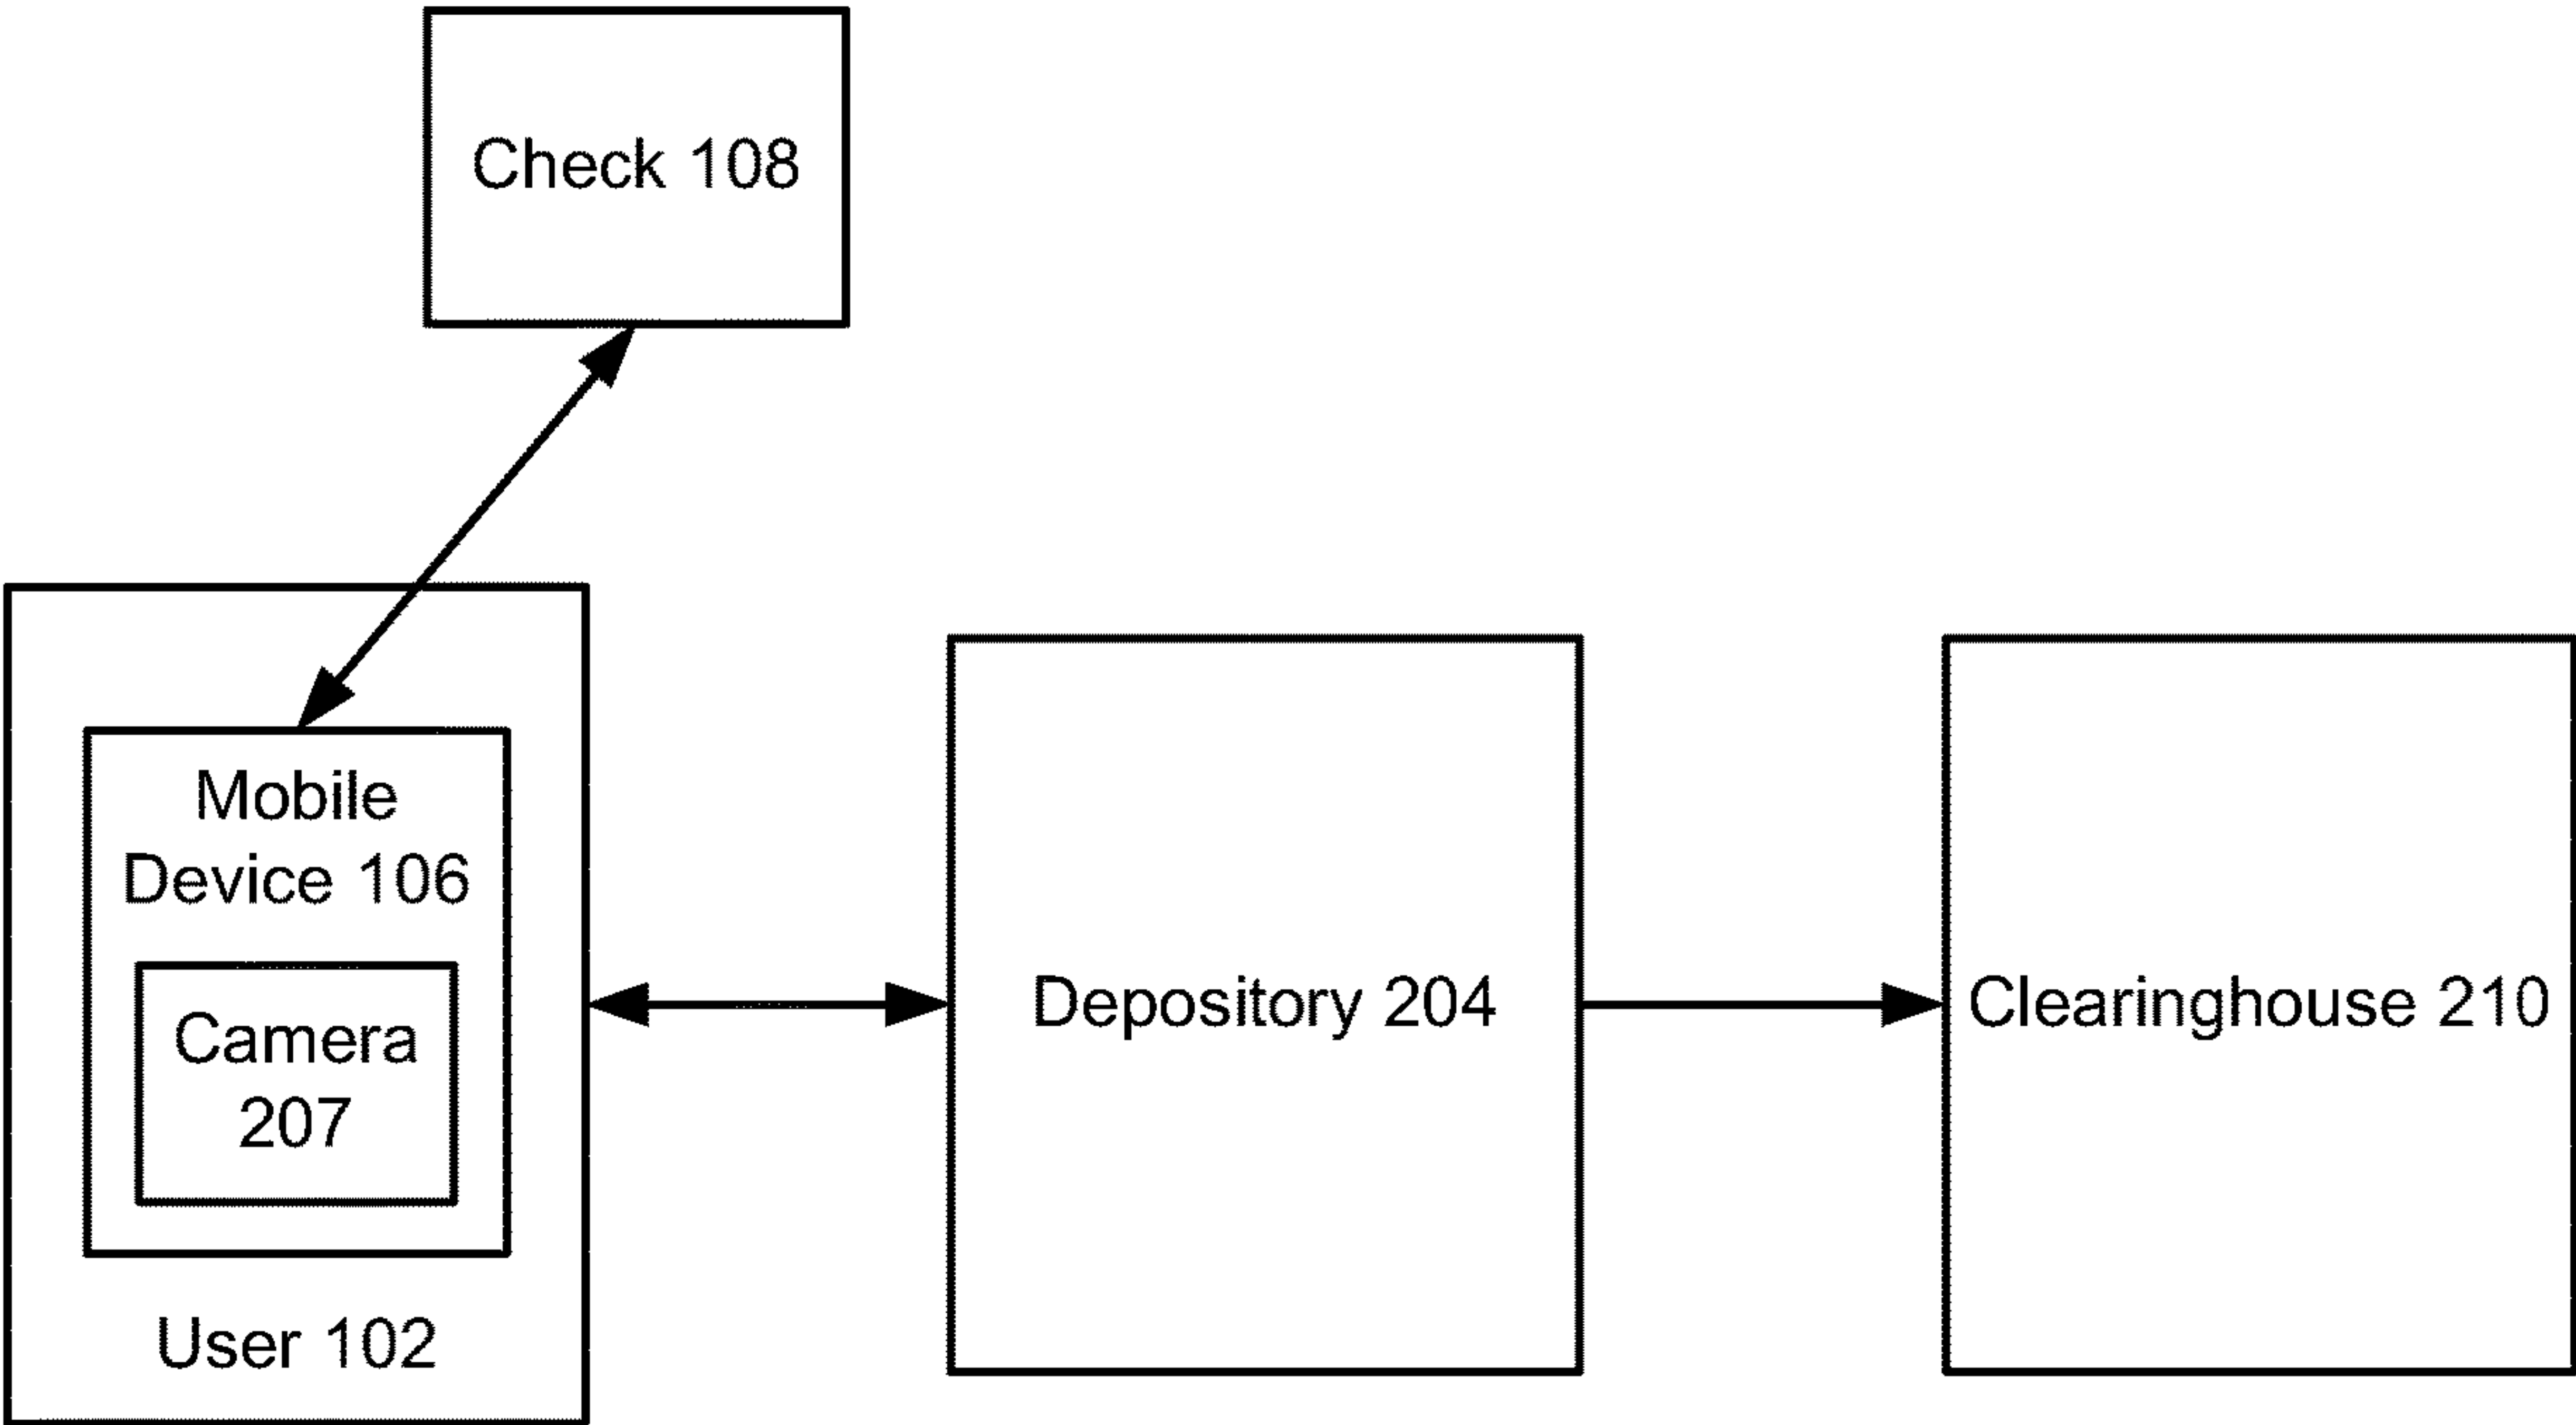 Check 108
Mobile
Device 106
Camera
207
User 102
Depository 204
Clearinghouse 210